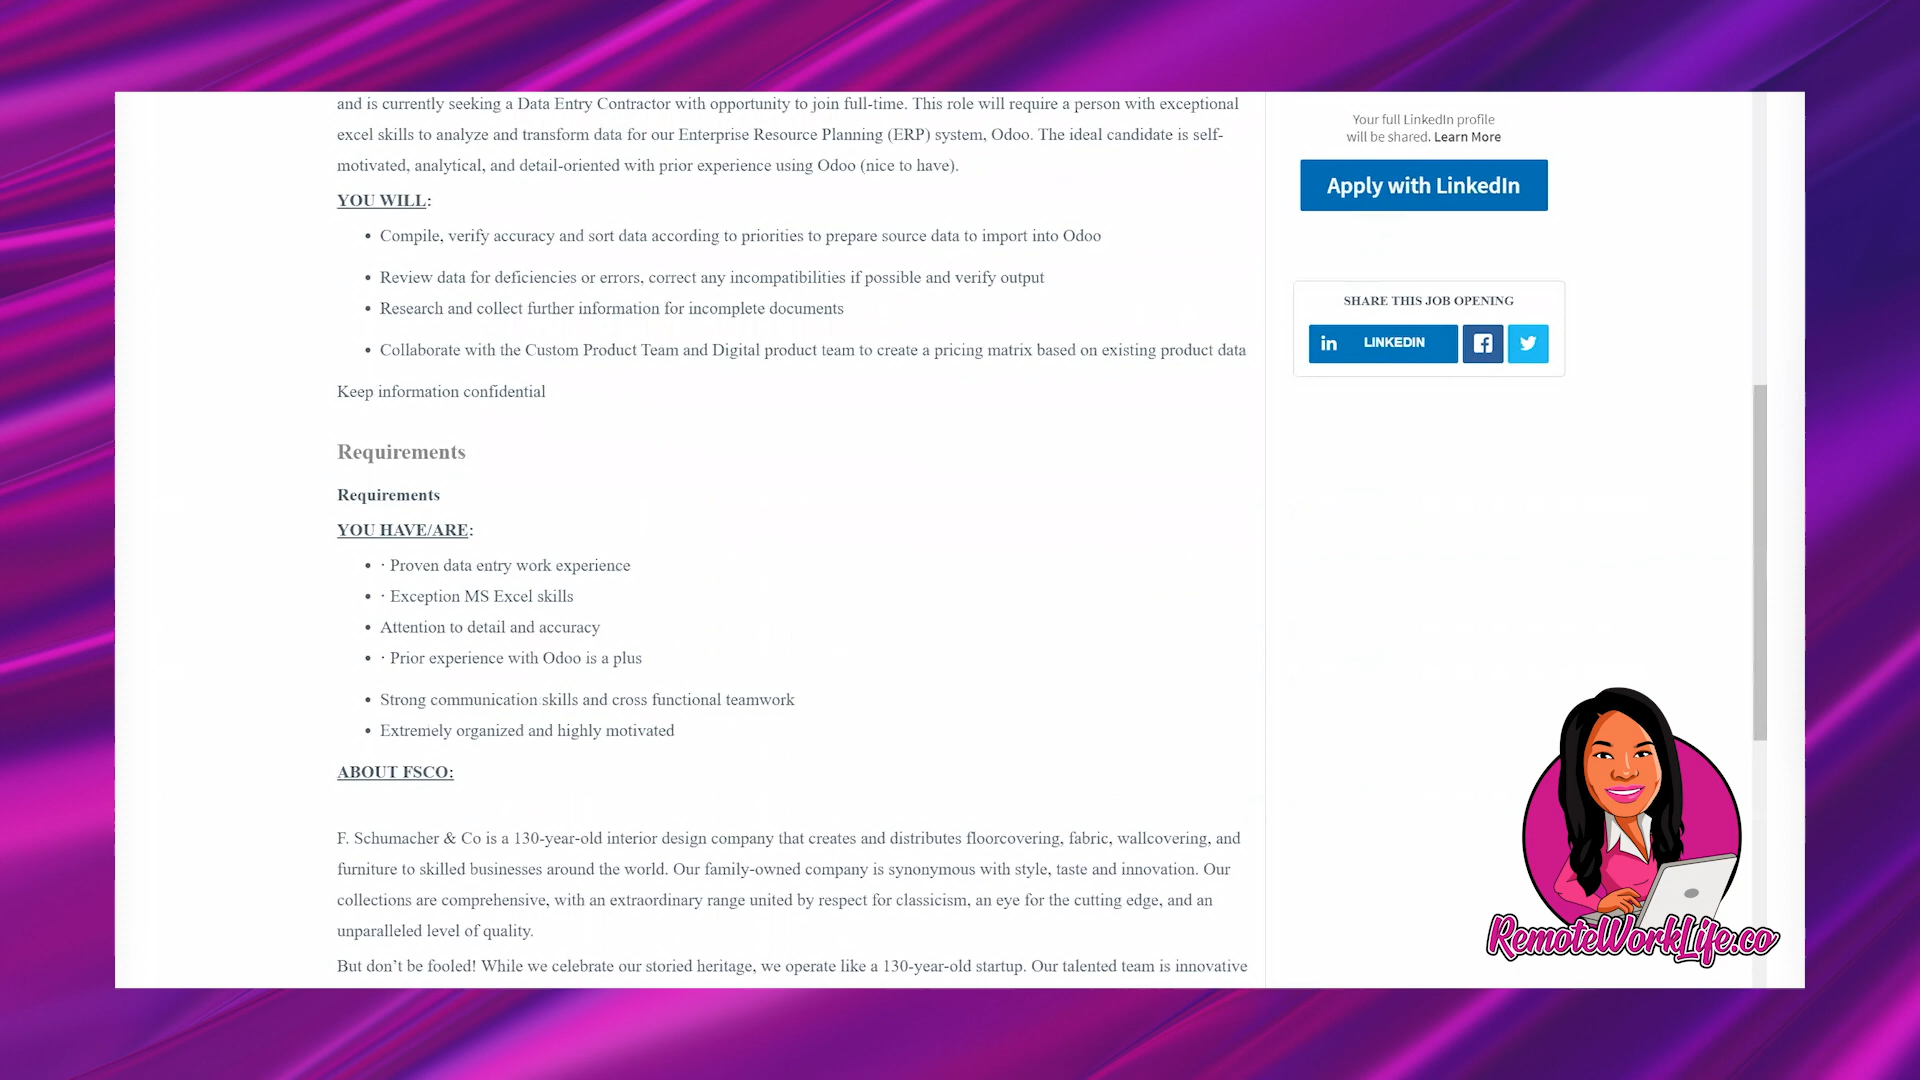 and is currently seeking a Data Entry Contractor with opportunity to join full-time. This role will require a person with exceptional
excel skills to analyze and transform data for our Enterprise Resource Planning (ERP) system, Odoo. The ideal candidate is self-
motivated, analytical, and detail-oriented with prior experience using Odoo (nice to have).
YOU WILL:
• Compile, verify accuracy and sort data according to priorities to prepare source data to import into Odoo
• Review data for deficiencies or errors, correct any incompatibilities if possible and verify output
• Research and collect further information for incomplete documents
• Collaborate with the Custom Product Team and Digital product team to create a pricing matrix based on existing product data
Keep information confidential
Requirements
Requirements
YOU HAVE/ARE:
• · Proven data entry work experience
• · Exception MS Excel skills
• Attention to detail and accuracy
• · Prior experience with Odoo is a plus
• Strong communication skills and cross functional teamwork
• Extremely organized and highly motivated
ABOUT FSCO:
F. Schumacher & Co is a 130-year-old interior design company that creates and distributes floorcovering, fabric, wallcovering, and
furniture to skilled businesses around the world. Our family-owned company is synonymous with style, taste and innovation. Our
collections are comprehensive, with an extraordinary range united by respect for classicism, an eye for the cutting edge, and an
unparalleled level of quality.
But don’t be fooled! While we celebrate our storied heritage, we operate like a 130-year-old startup. Our talented team is innovative
Your full LinkedIn profile
will be shared. Learn More
Apply with LinkedIn
SHARE THIS JOB OPENING
in LINKEDIN
RemoteWorkLife.co